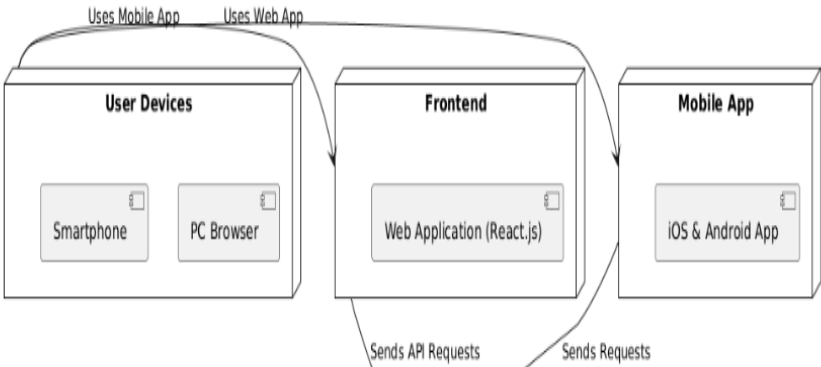 Uses Mobile App
Uses Web App
User Devices
Frontend
Mobile App
Smartphone
PC Browser
Web Application (React.js)
iOS & Android App
Sends API Requests
Sends Requests